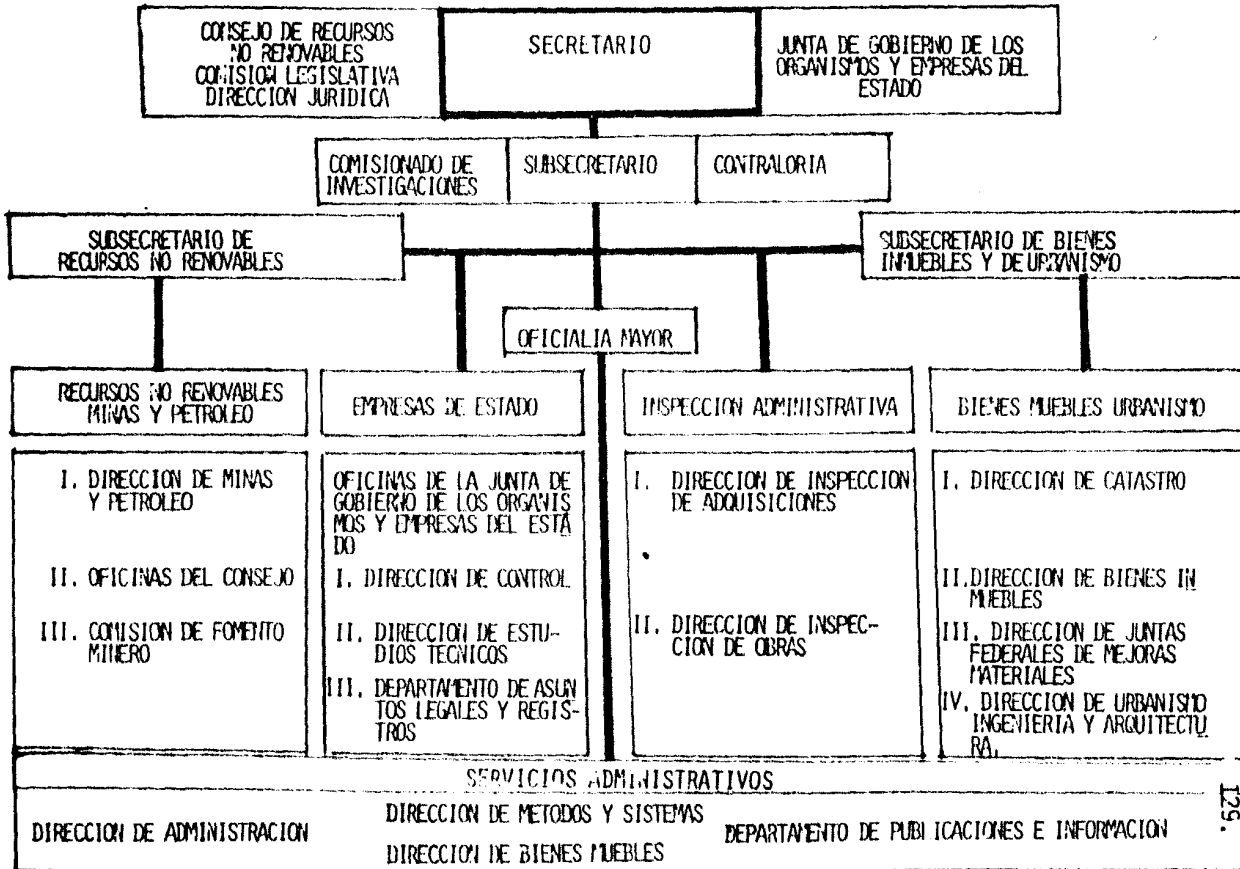 CONSEJO DE RECURSOS
NO RENOVABLES
COMISION LEGISLATIVA
DIRECCION JURIDICA
SECRETARIO
JUNTA DE GOBIERNO DE LOS
ORGANISMOS Y EMPRESAS DEL
ESTADO
COMISIONADO DE
INVESTIGACIONES
SUBSECRETARIO
CONTRALORIA
SUBSECRETARIO DE
RECURSOS NO RENOVABLES
SUBSECRETARIO DE BIENES
INMUEBLES Y DE URBANISMO
OFICIALIA MAYOR
RECURSOS NO RENOVABLES
MINAS Y PETROLEO
EMPRESAS DE ESTADO
INSPECCION ADMINISTRATIVA
BIENES MUEBLES URBANISMO
I. DIRECCION DE MINAS
Y PETROLEO
II. OFICINAS DEL CONSEJO
III. COMISION DE FOMENTO
MINERO
OFICINAS DE LA JUNTA DE
GOBIERNO DE LOS ORGANIS
MOS Y EMPRESAS DEL ESTA
DO
I. DIRECCION DE CONTROL
II. DIRECCION DE ESTU-
DIOS TECNICOS
III. DEPARTAMENTO DE ASUN
TOS LEGALES Y REGIS-
TROS
I. DIRECCION DE INSPECCION
DE ADQUISICIONES
II. DIRECCION DE INSPEC-
CION DE OBRAS
I. DIRECCION DE CATASTRO
II. DIRECCION DE BIENES IN
MUEBLES
III. DIRECCION DE JUNTAS
FEDERALES DE MEJORAS
MATERIALES
IV. DIRECCION DE URBANISMO
INGENIERIA Y ARQUITECTU
RA.
SERVICIOS ADMINISTRATIVOS
DIRECCION DE ADMINISTRACION
DIRECCION DE METODOS Y SISTEMAS
DIRECCION DE BIENES MUEBLES
DEPARTAMENTO DE PUBLICACIONES E INFORMACION
129.